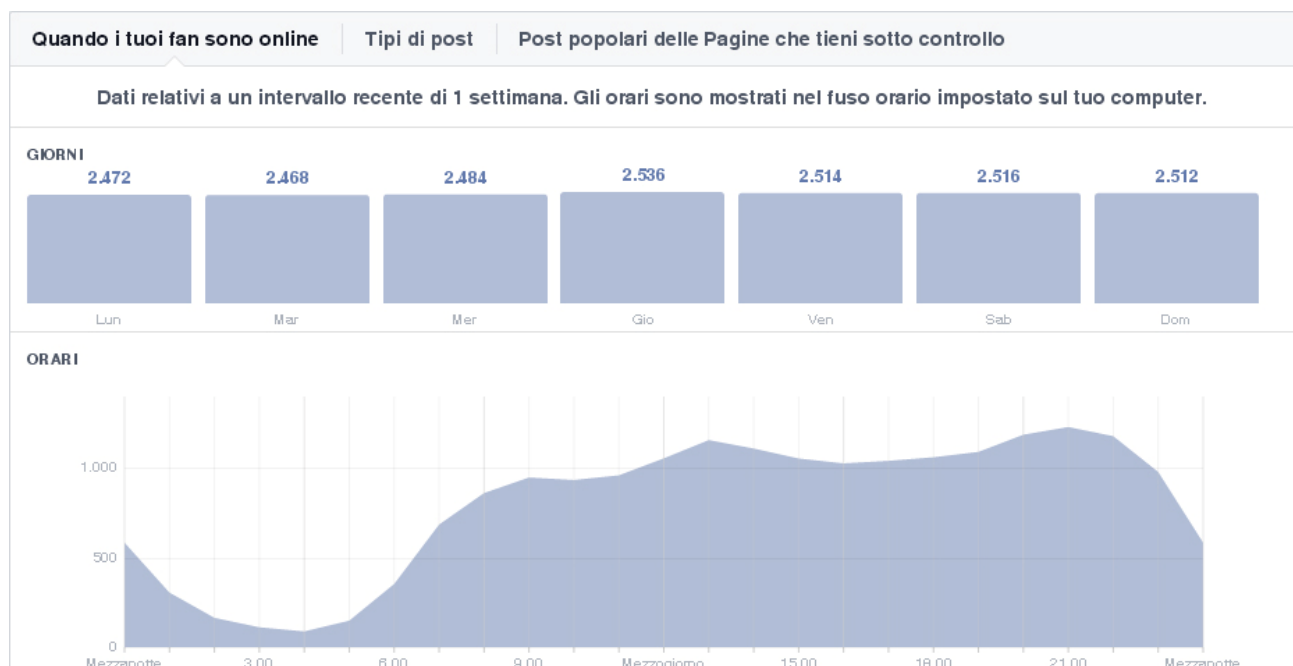 Quando i tuoi fan sono online Tipi di post Post popolari delle Pagine che tieni sotto controllo
Dati relativi a un intervallo recente di 1 settimana. Gli orari sono mostrati nel fuso orario impostato sul tuo computer.
GIORNI
2.472 2.468 2.484 2.536 2.514 2.516 2.512
Lun Mar Mer Gio Ven Sab Dom
ORARI
1.000
500
0
Mezzanotte 3.00 6.00 9.00 Mezzogiorno 15.00 18.00 21.00 Mezzanotte